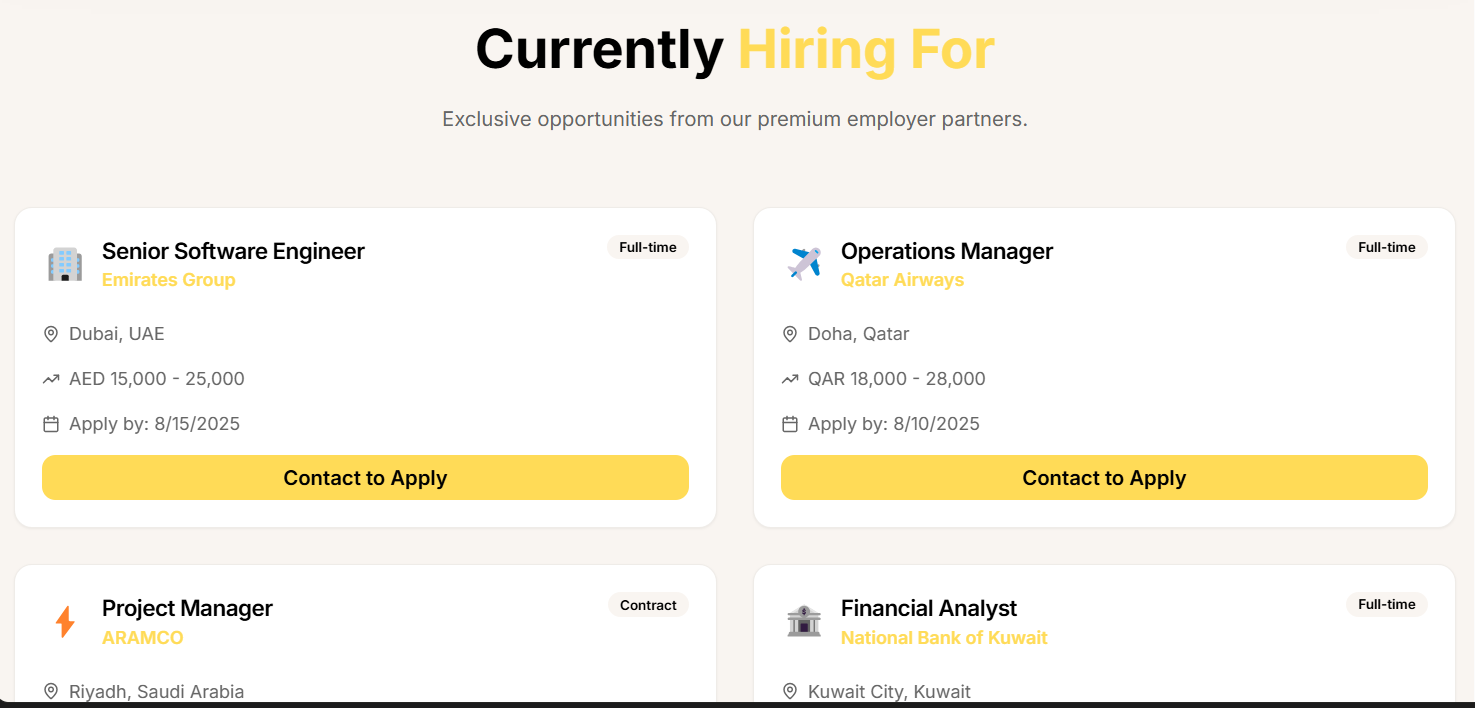 Currently Hiring For
Exclusive opportunities from our premium employer partners.
Senior Software Engineer
Full-time
Emirates Group
Dubai, UAE
AED 15,000 - 25,000
Apply by: 8/15/2025
Contact to Apply
Operations Manager
Full-time
Qatar Airways
Doha, Qatar
QAR 18,000 - 28,000
Apply by: 8/10/2025
Contact to Apply
Project Manager
Contract
ARAMCO
Riyadh, Saudi Arabia
Financial Analyst
Full-time
National Bank of Kuwait
Kuwait City, Kuwait